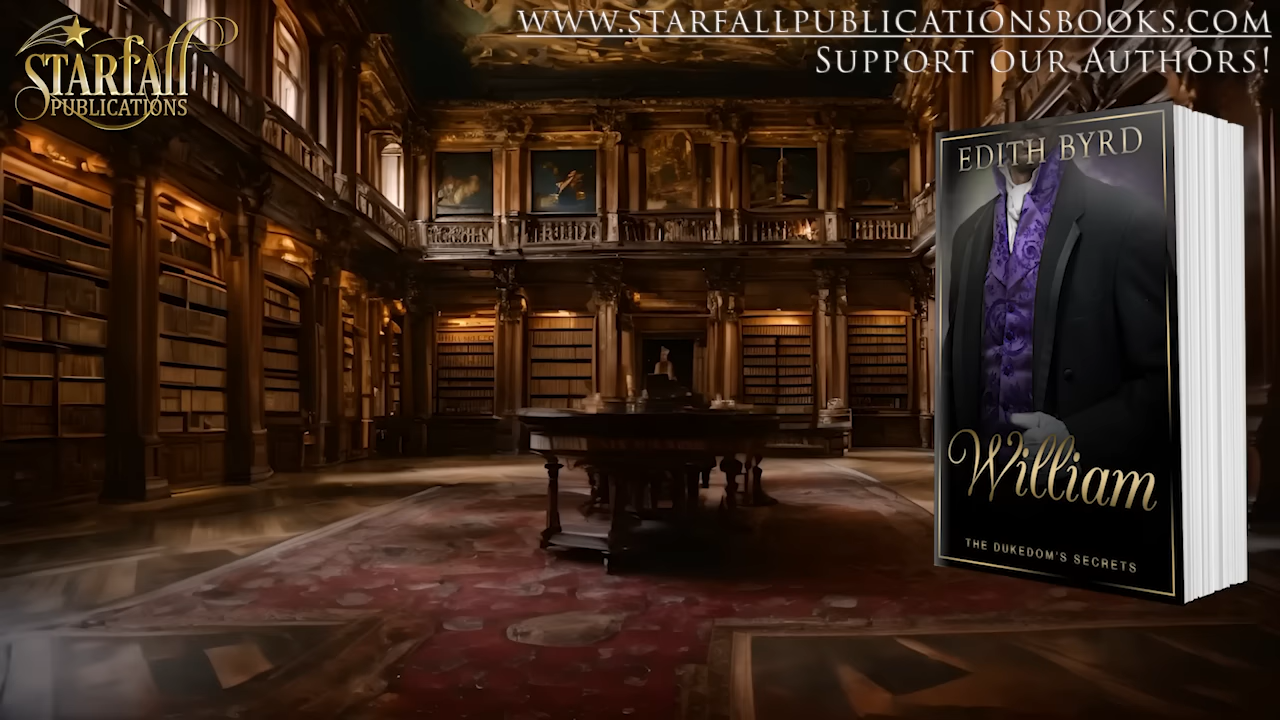 STARfall
PUBLICATIONS
WWW.STARFALLPUBLICATIONSBOOKS.COM
SUPPORT OUR AUTHORS!
EDITH BYRD
William
THE DUKEDOM'S SECRETS